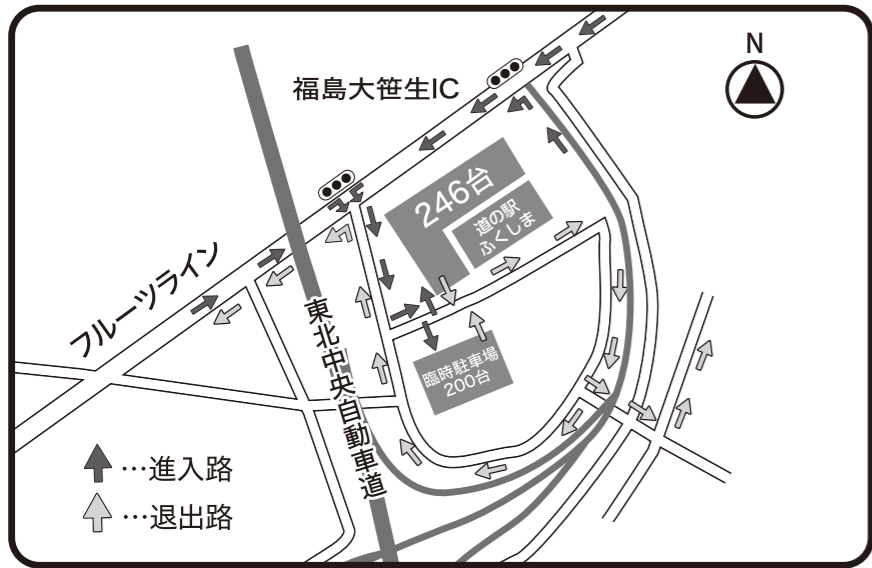 N
福島大笹生IC
246台
道の駅
ふくしま
フルーツライン
東北中央自動車道
臨時駐車場
200台
…進入路
…退出路